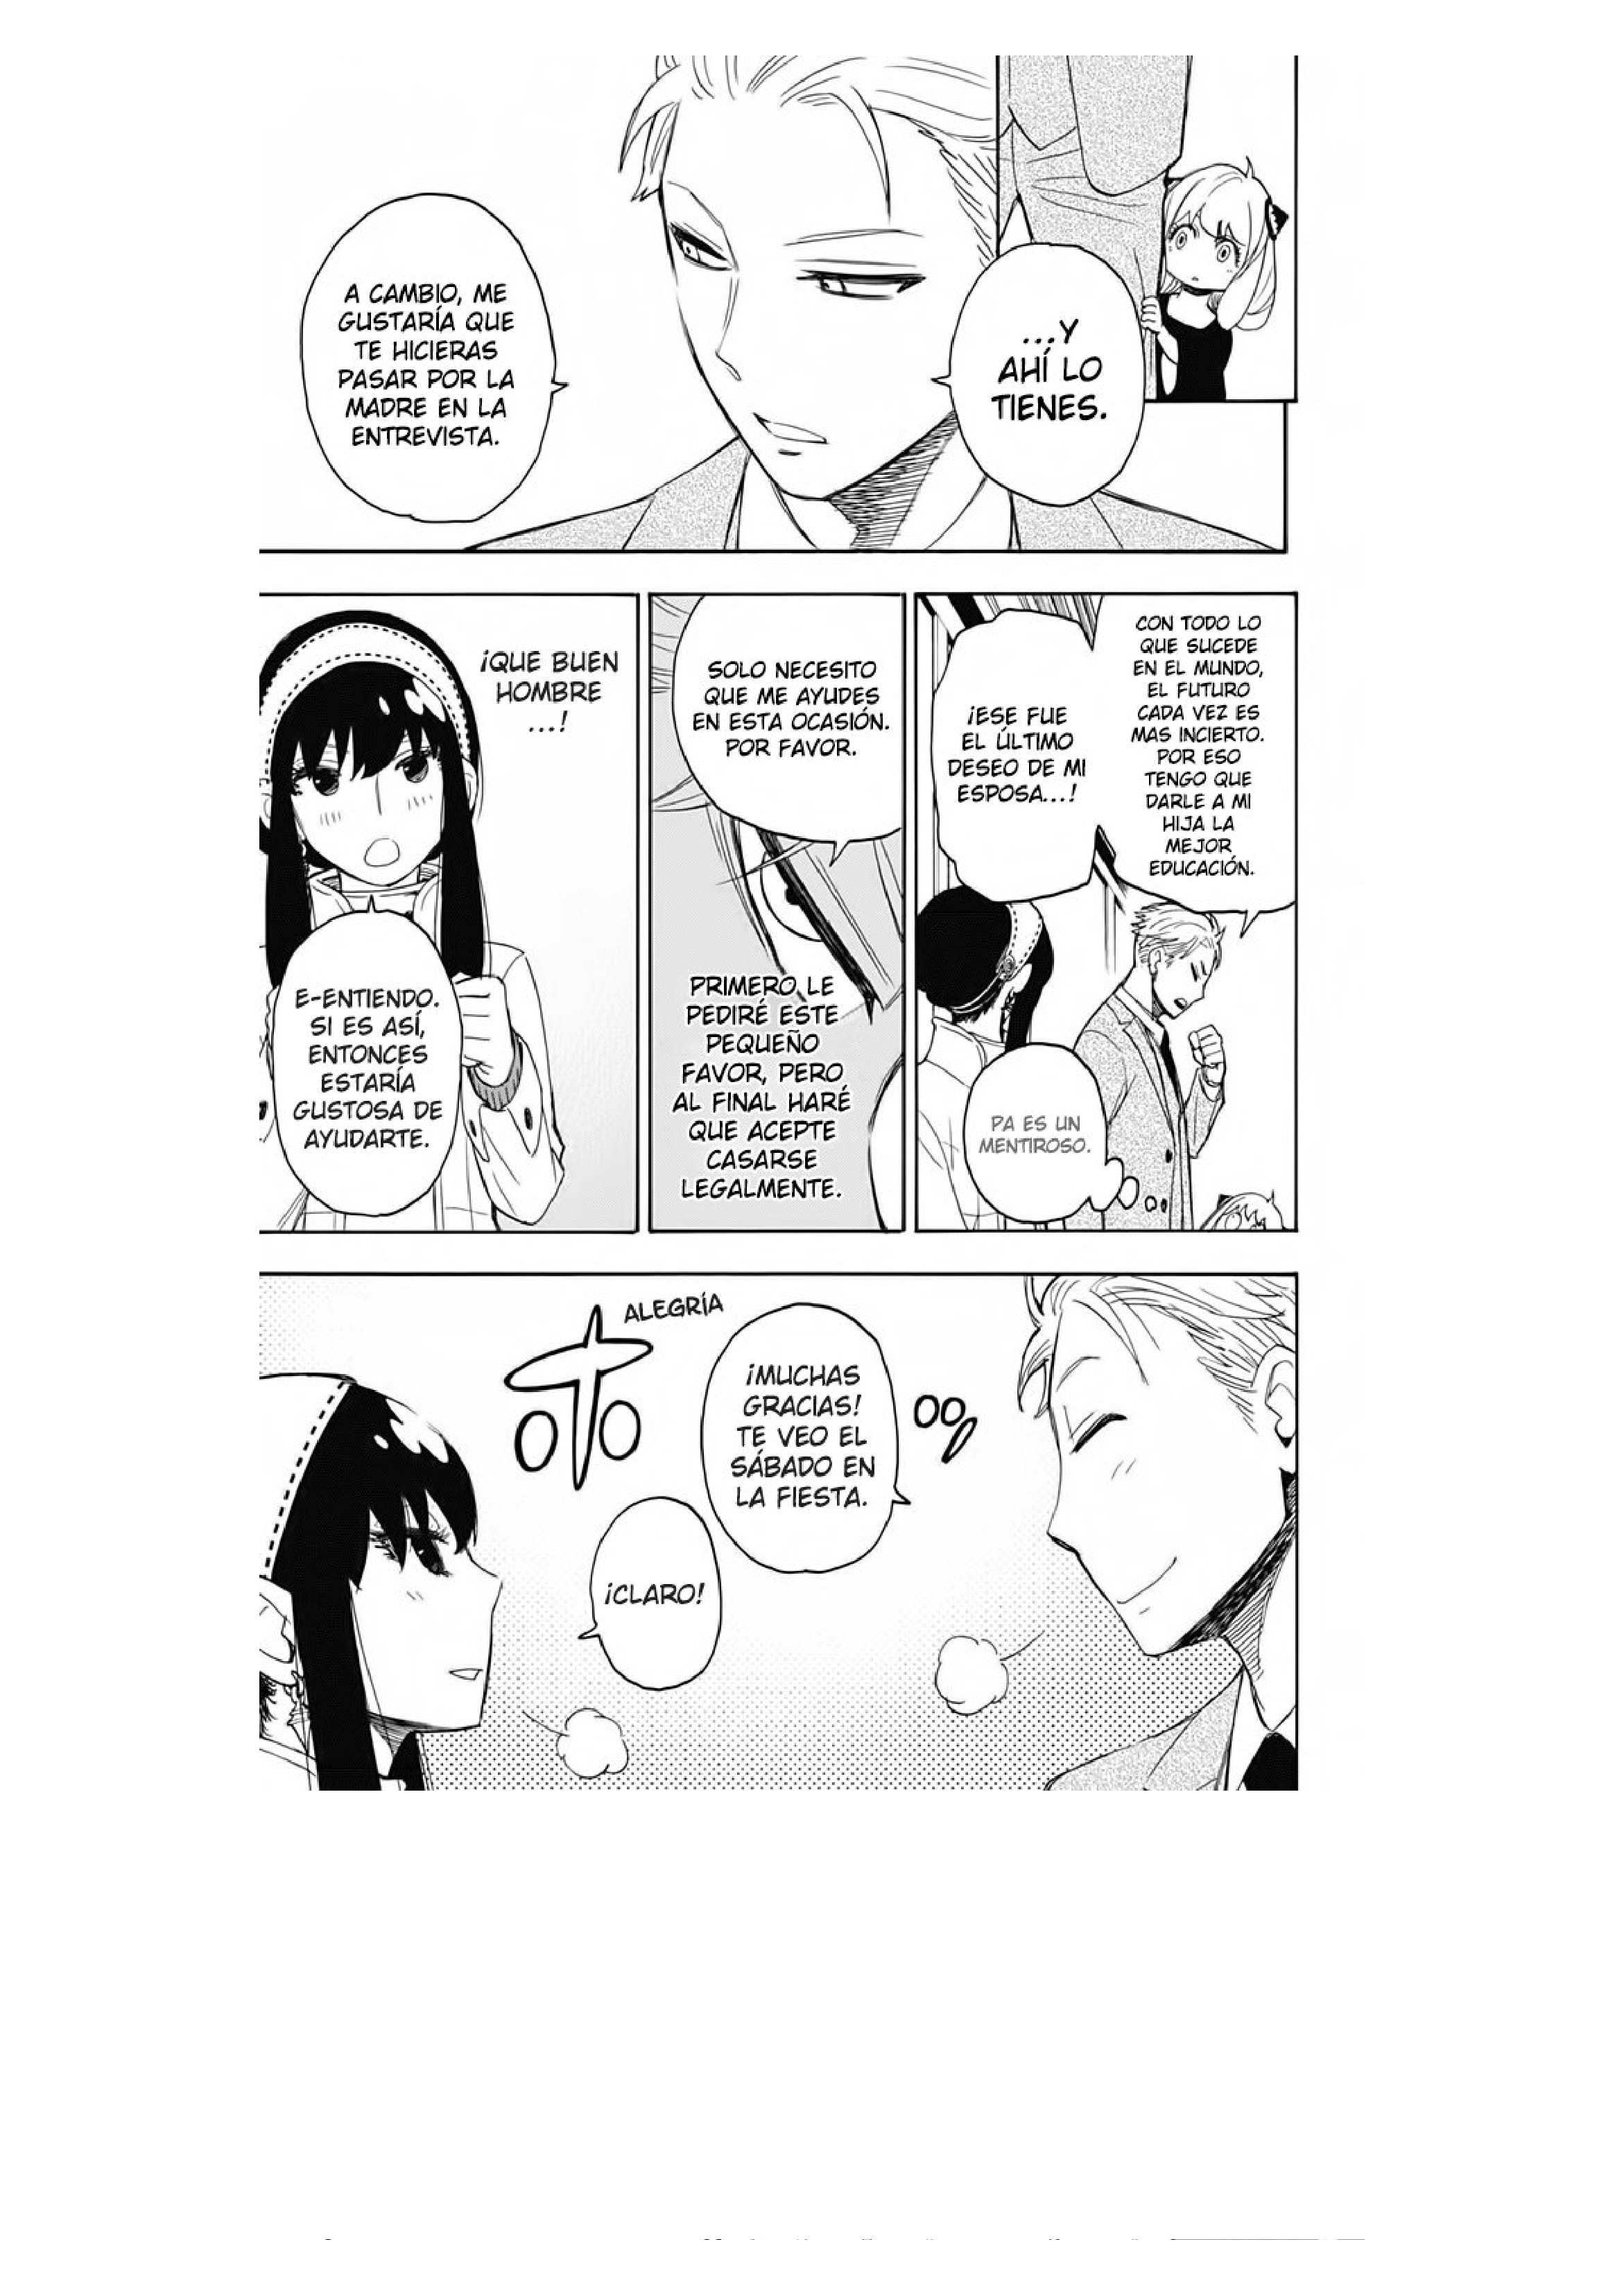 ...Y
AHÍ LO
TIENES.
A CAMBIO, ME
GUSTARÍA QUE
TE HICIERAS
PASAR POR LA
MADRE EN LA
ENTREVISTA.
CON TODO LO
QUE SUCEDE
EN EL MUNDO,
EL FUTURO
CADA VEZ ES
MAS INCIERTO.
POR ESO
TENGO QUE
DARLE A MI
HIJA LA
MEJOR
EDUCACIÓN.
¡ESE FUE
EL ÚLTIMO
DESEO DE MI
ESPOSA...!
PA ES UN
MENTIROSO.
SOLO NECESITO
QUE ME AYUDES
EN ESTA OCASIÓN.
POR FAVOR.
PRIMERO LE
PEDIRÉ ESTE
PEQUEÑO
FAVOR, PERO
AL FINAL HARÉ
QUE ACEPTE
CASARSE
LEGALMENTE.
¡QUE BUEN
HOMBRE
...!
E-ENTIENDO.
SI ES ASÍ,
ENTONCES
ESTARÍA
GUSTOSA DE
AYUDARTE.
¡MUCHAS
GRACIAS!
TE VEO EL
SÁBADO EN
LA FIESTA.
ALEGRÍA
ホ
¡CLARO!